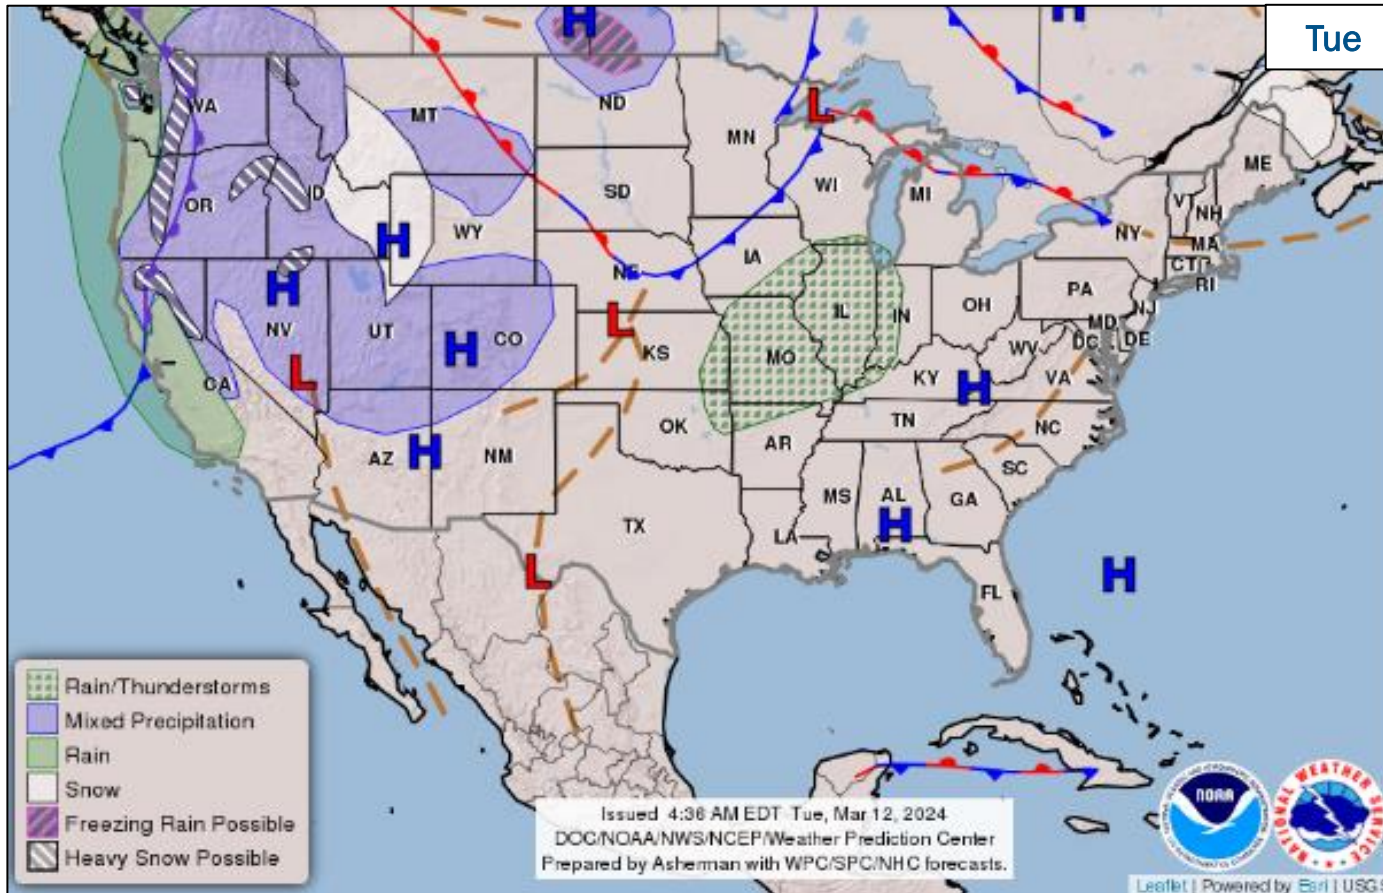 Tue
H
H
WA
MT
ND
L
MN
ME
OR
ID
SD
WI
MI
VT
NH
H
WY
NY
MA
H
IA
NE
CT
RI
NV
UT
H
CO
L
KS
MO
IL
IN
OH
PA
NJ
MD
DC
DE
WV
L
CA
KY
H
VA
AZ
H
NM
OK
AR
TN
NC
SC
TX
LA
MS
AL
H
GA
L
FL
H
Rain/Thunderstorms
Mixed Precipitation
Rain
Snow
Freezing Rain Possible
Heavy Snow Possible
Issued 4:36 AM EDT Tue, Mar 12, 2024
DOC/NOAA/NWS/NCEP/Weather Prediction Center
Prepared by Asherman with WPC/SPC/NHC forecasts.
NOAA
NATIONAL WEATHER SERVICE
Leaflet | Powered by Esri | USGS